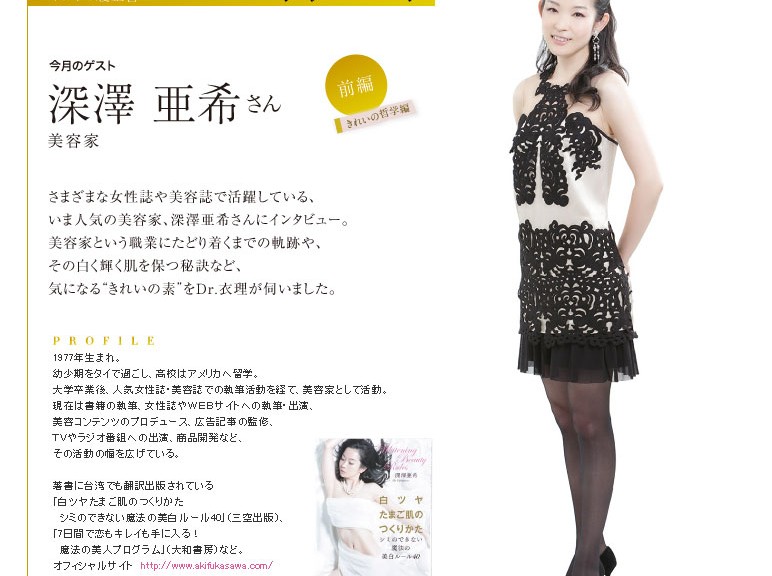 今月のゲスト
深澤 亜希さん
美容家
前編
きれいの哲学編
さまざまな女性誌や美容誌で活躍している、
いま人気の美容家、深澤亜希さんにインタビュー。
美容家という職業にたどり着くまでの軌跡や、
その白く輝く肌を保つ秘訣など、
気になる“きれいの素”をDr.衣理が伺いました。
PROFILE
1977年生まれ。
幼少期をタイで過ごし、高校はアメリカへ留学。
大学卒業後、人気女性誌・美容誌での執筆活動を経て、美容家として活動。
現在は書籍の執筆、女性誌やWEBサイトへの執筆・出演、
美容コンテンツのプロデュース、広告記事の監修、
TVやラジオ番組への出演、商品開発など、
その活動の幅を広げている。
著書に台湾でも翻訳出版されている
「白ツヤたまご肌のつくりかた
シミのできない魔法の美白ルール40」（三空出版）、
「7日間で恋もキレイも手に入る！
魔法の美人プログラム」（大和書房）など。
オフィシャルサイト http://www.akifukasawa.com/
Whitening
Beauty
Rules
深澤亜希
白ツヤ
たまご肌の
つくりかた
シミのできない
魔法の
美白ルール40